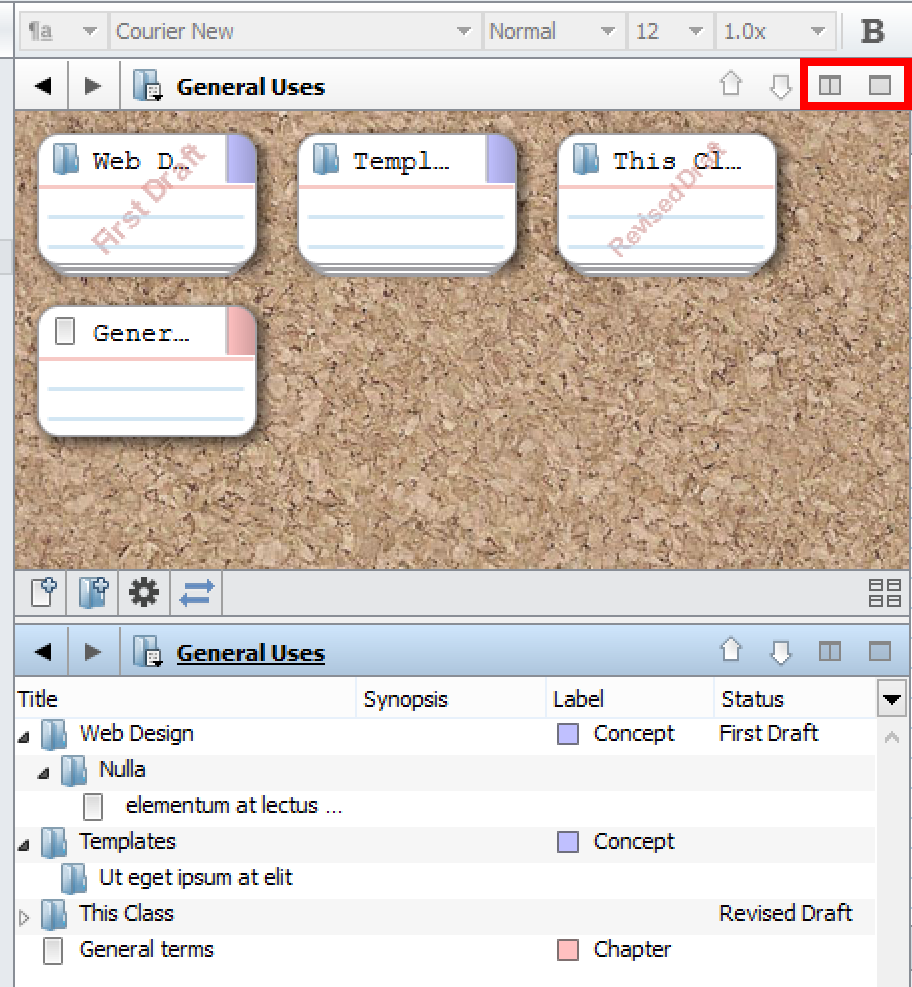 ¶a Courier New Normal 12 1.0x B
General Uses
Web D... Templ... This Cl...
First Draft Revised Draft
Gener...
General Uses
Title Synopsis Label Status
Web Design Concept First Draft
Nulla
elementum at lectus ...
Templates Concept
Ut eget ipsum at elit
This Class Revised Draft
General terms Chapter